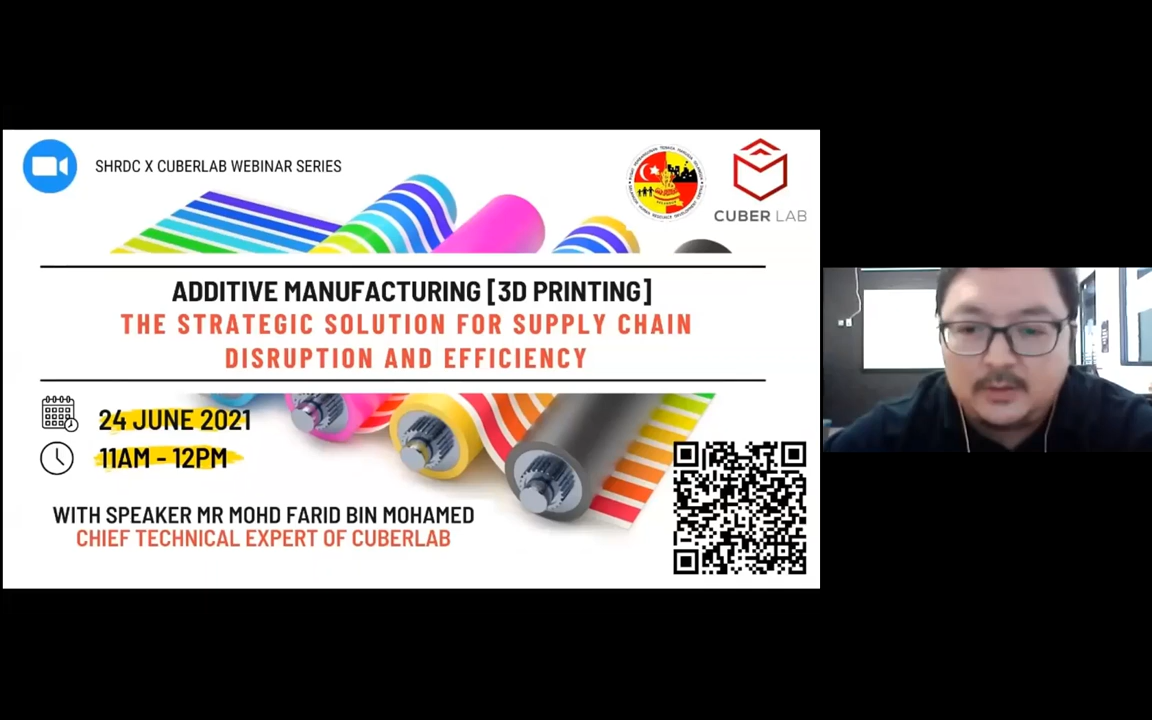 SHRDC X CUBERLAB WEBINAR SERIES
CUBER LAB
ADDITIVE MANUFACTURING [3D PRINTING]
THE STRATEGIC SOLUTION FOR SUPPLY CHAIN
DISRUPTION AND EFFICIENCY
24 JUNE 2021
11AM - 12PM
WITH SPEAKER MR MOHD FARID BIN MOHAMED
CHIEF TECHNICAL EXPERT OF CUBERLAB